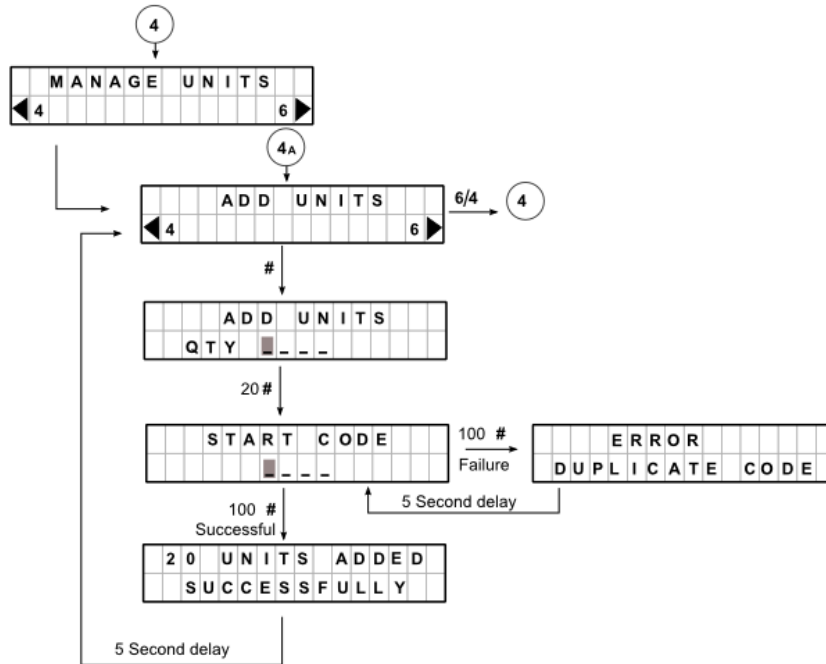 4
MANAGE UNITS
4 6
4A
ADD UNITS
4 6
6/4
4
#
ADD UNITS
QTY _ _ _ _
20 #
START CODE
_ _ _ _
100 #
Failure
ERROR
DUPLICATE CODE
5 Second delay
100 #
Successful
20 UNITS ADDED
SUCCESSFULLY
5 Second delay